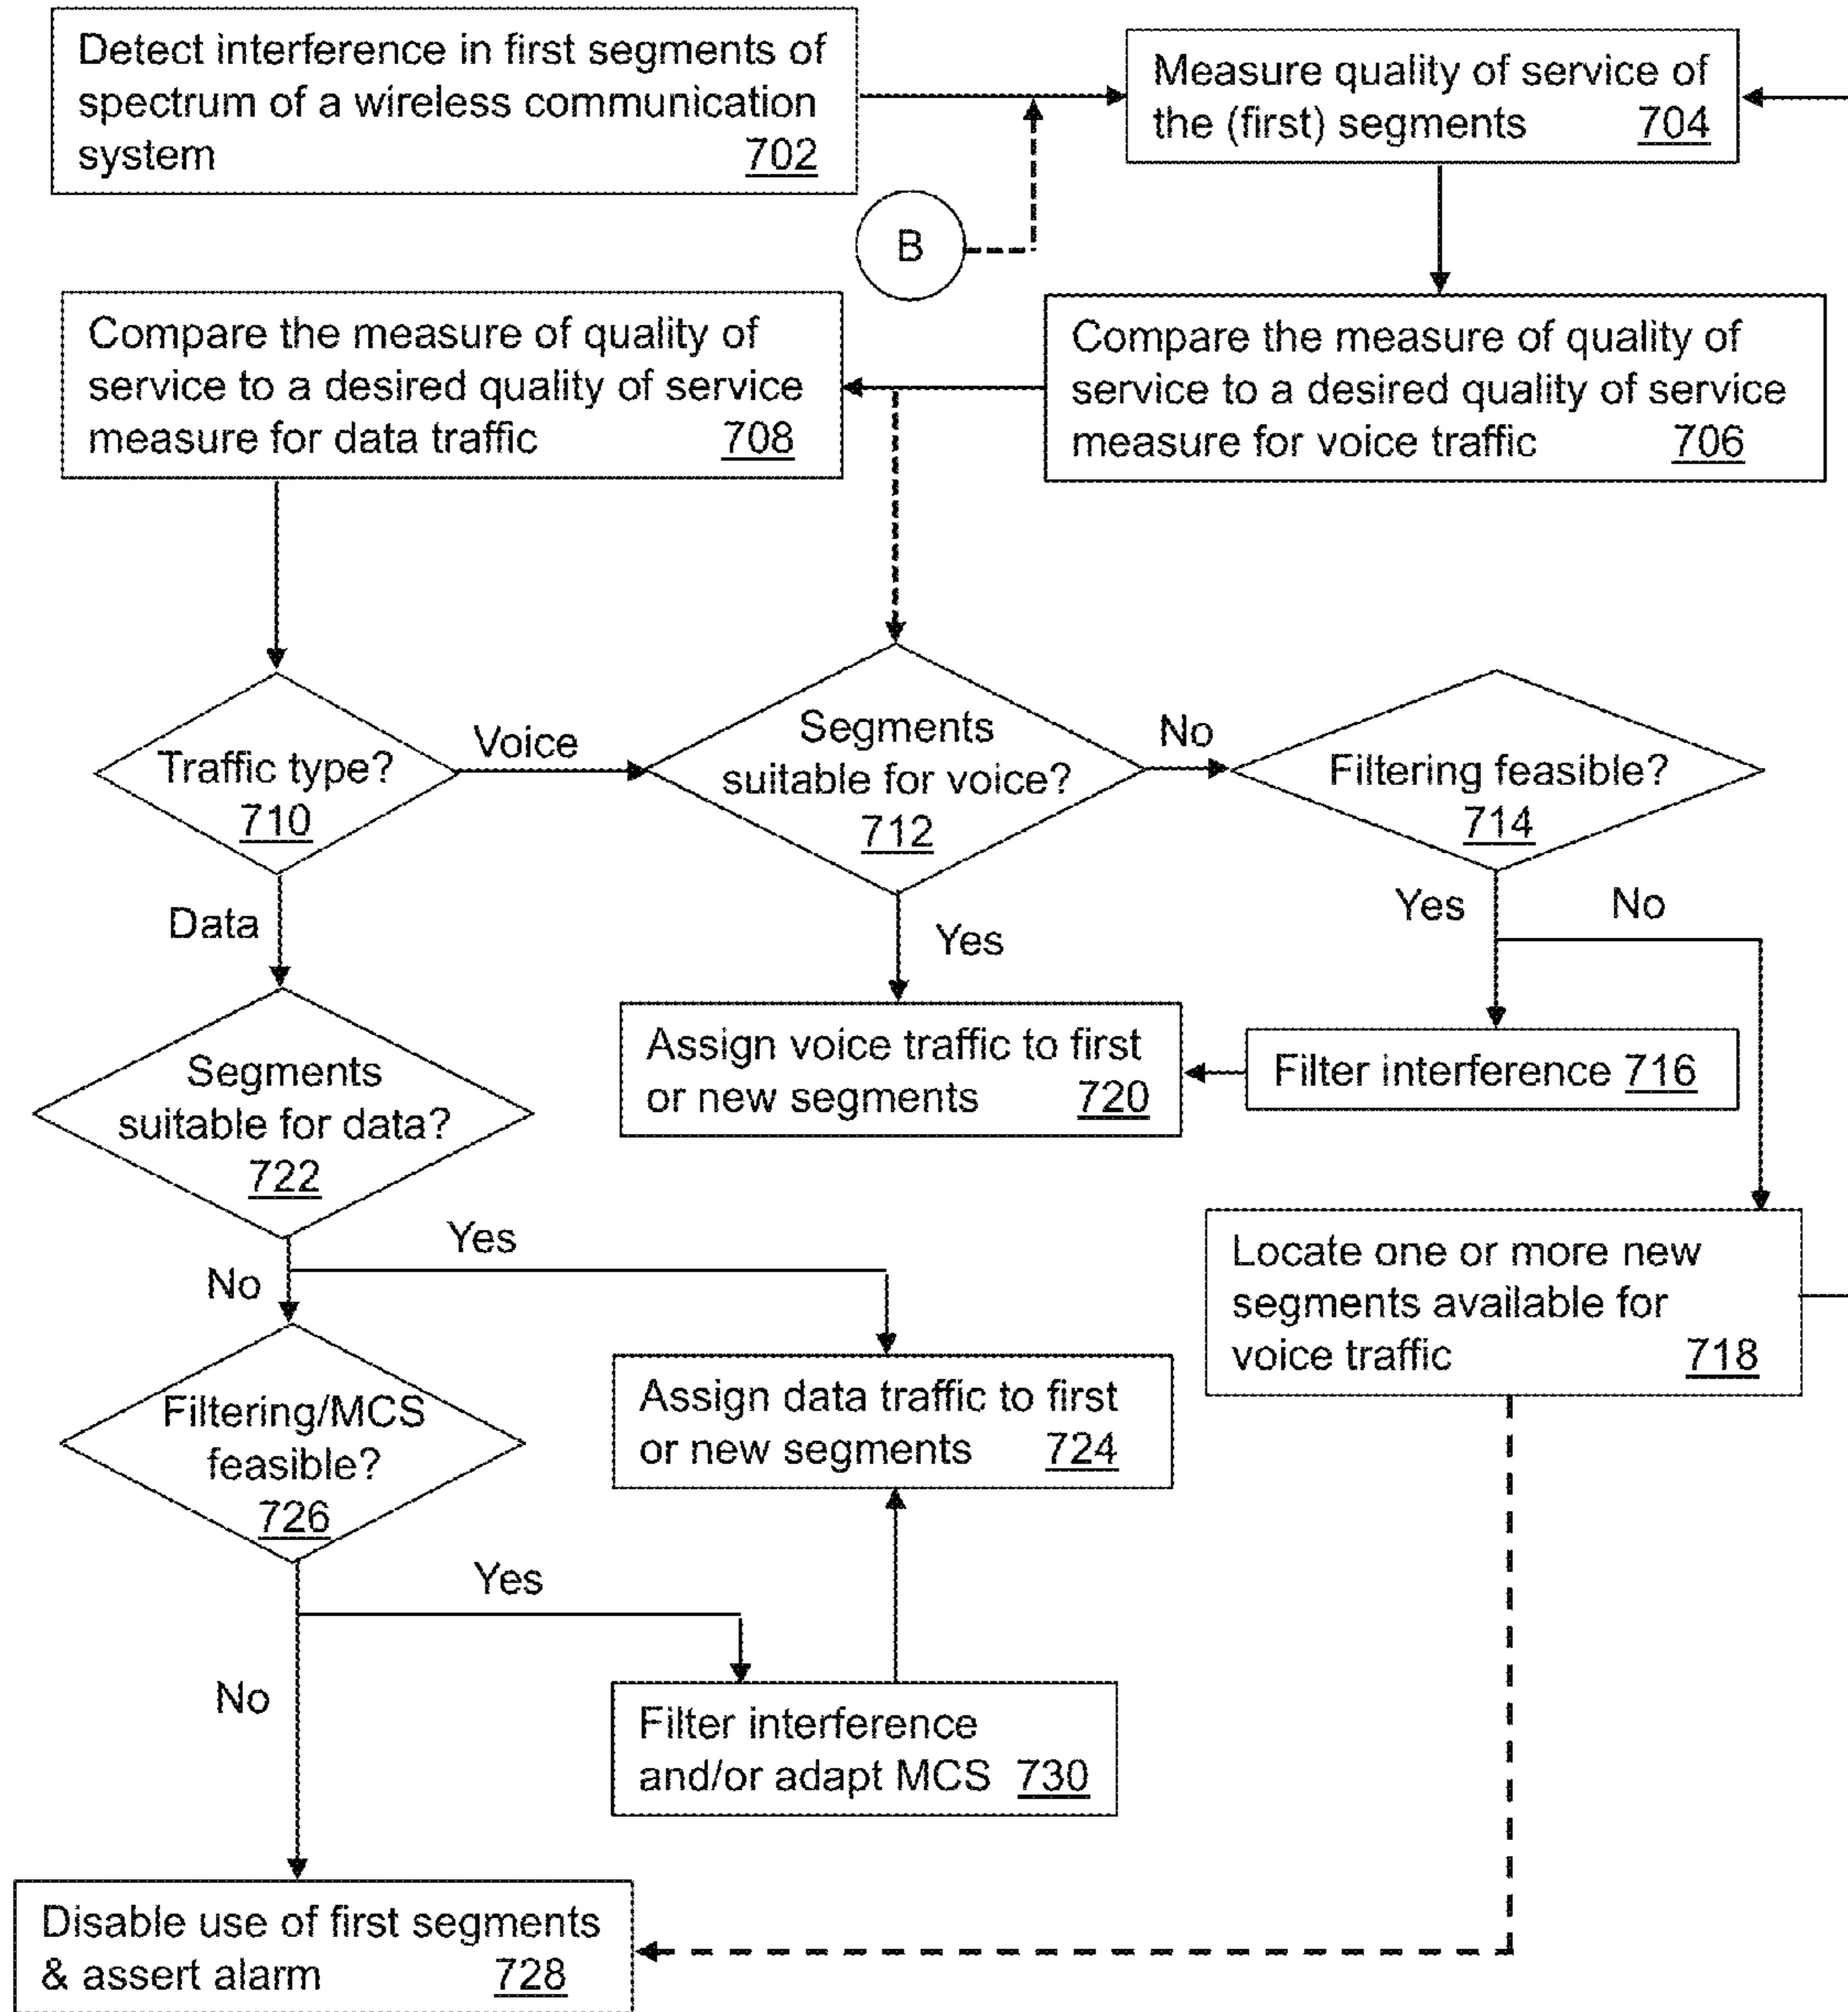 Detect interference in first segments of
spectrum of a wireless communication
system 702
Measure quality of service of
the (first) segments 704
B
Compare the measure of quality of
service to a desired quality of service
measure for data traffic 708
Compare the measure of quality of
service to a desired quality of service
measure for voice traffic 706
Traffic type?
710
Voice
Segments
suitable for voice?
712
No
Filtering feasible?
714
Data
Yes
Yes
No
Segments
suitable for data?
722
Assign voice traffic to first
or new segments 720
Filter interference 716
Yes
No
Locate one or more new
segments available for
voice traffic 718
Filtering/MCS
feasible?
726
Assign data traffic to first
or new segments 724
Yes
No
Filter interference
and/or adapt MCS 730
Disable use of first segments
& assert alarm 728